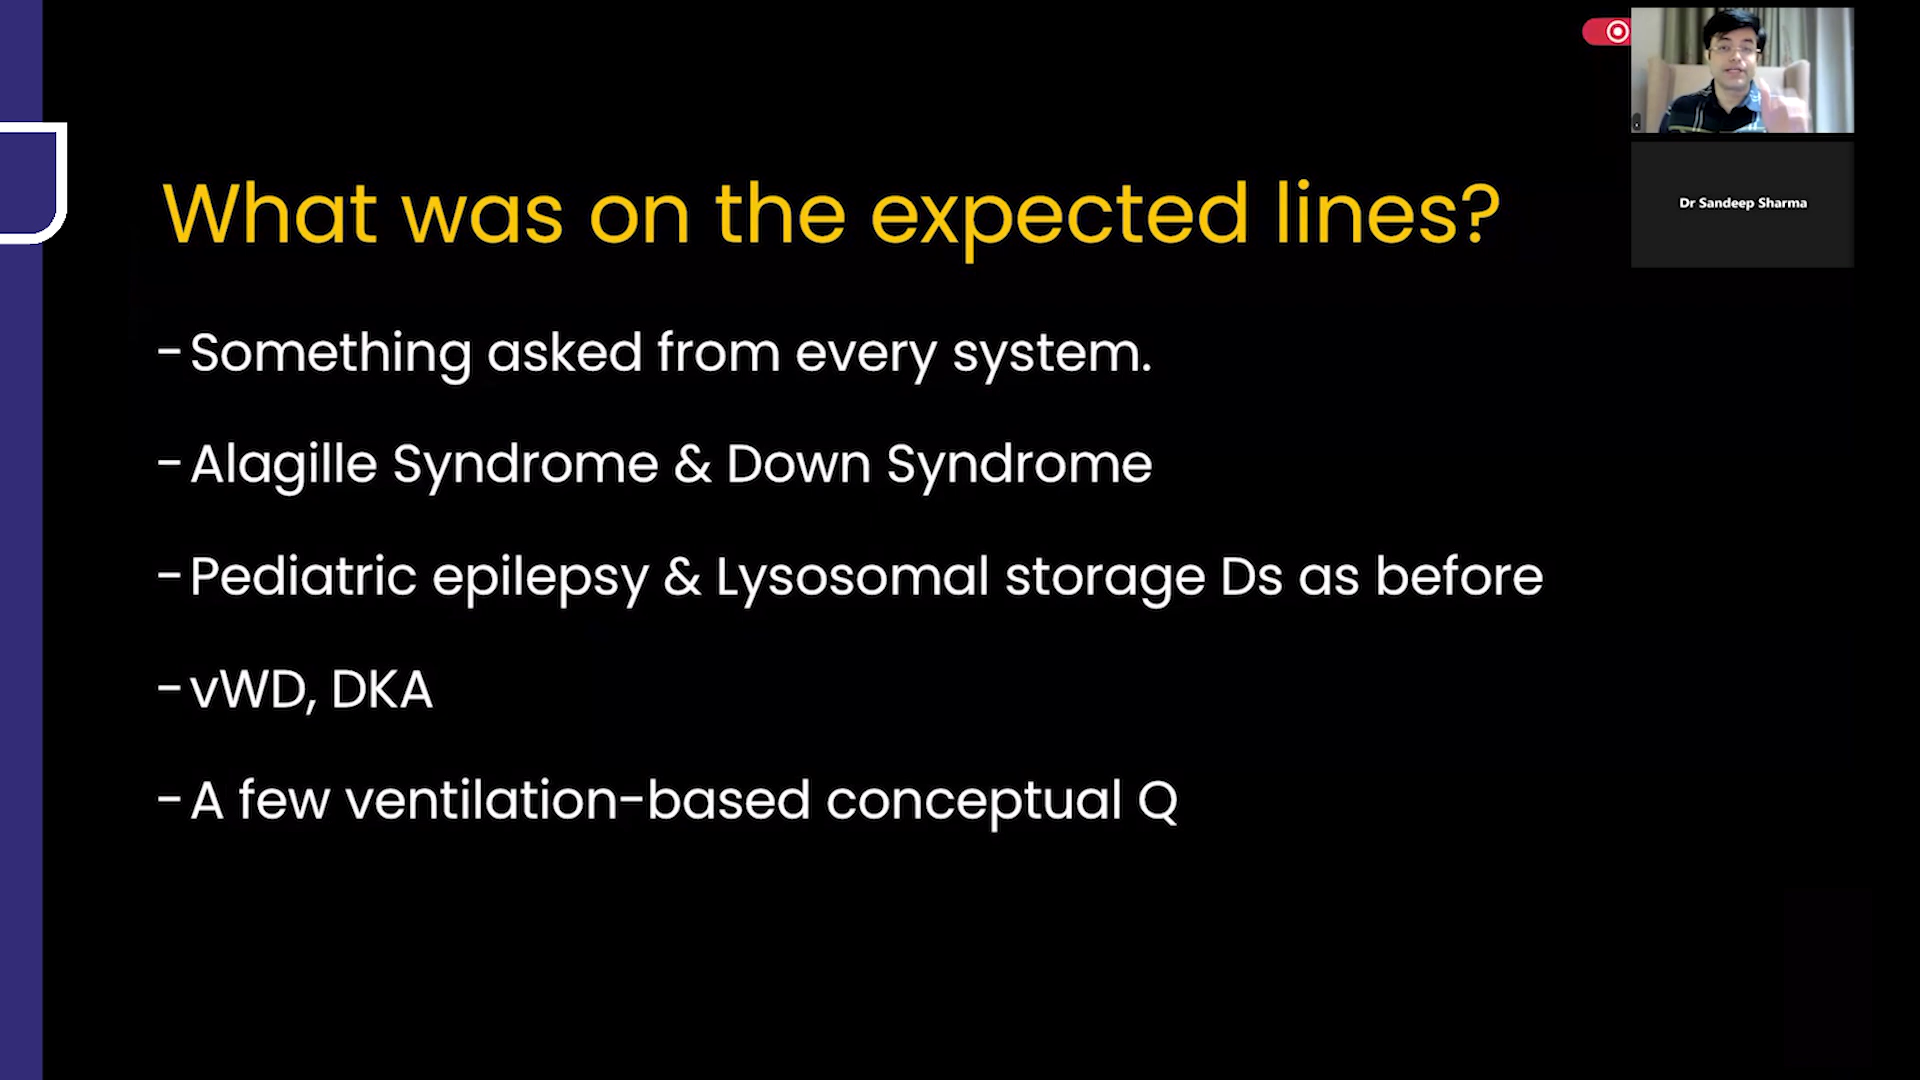 What was on the expected lines?
-Something asked from every system.
-Alagille Syndrome & Down Syndrome
-Pediatric epilepsy & Lysosomal storage Ds as before
-vWD, DKA
-A few ventilation-based conceptual Q
Dr Sandeep Sharma